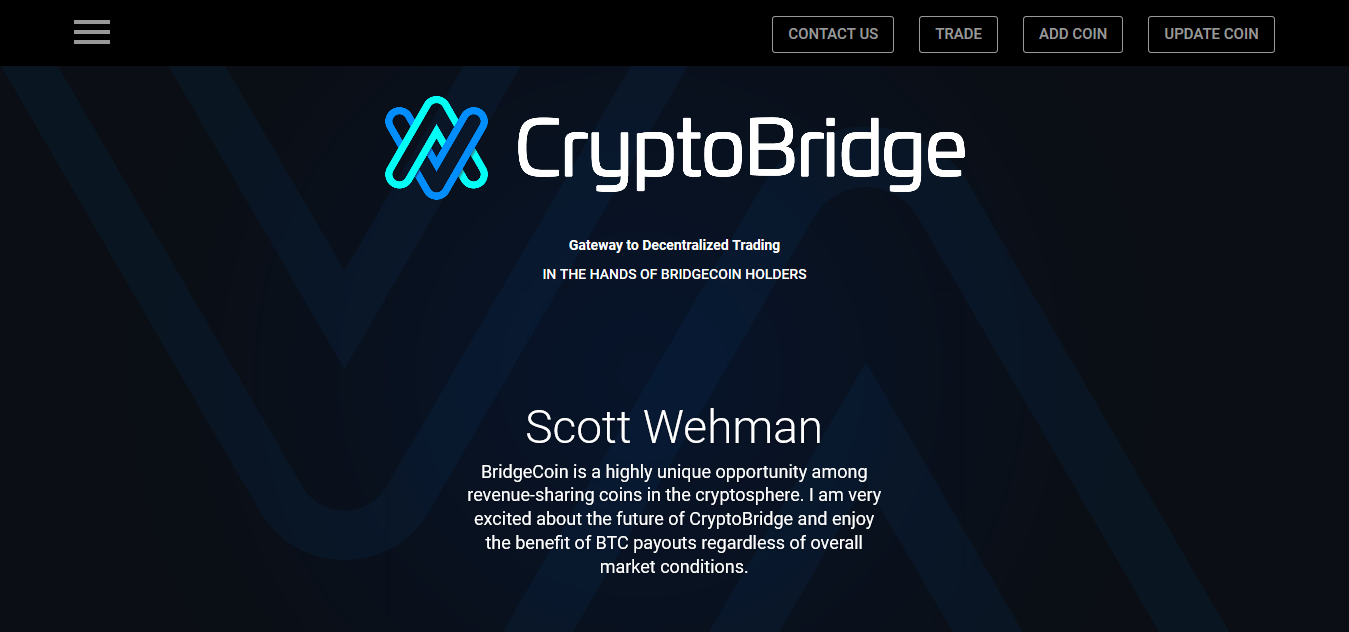 CONTACT US
TRADE
ADD COIN
UPDATE COIN
CryptoBridge
Gateway to Decentralized Trading
IN THE HANDS OF BRIDGECOIN HOLDERS
Scott Wehman
BridgeCoin is a highly unique opportunity among
revenue-sharing coins in the cryptosphere. I am very
excited about the future of CryptoBridge and enjoy
the benefit of BTC payouts regardless of overall
market conditions.